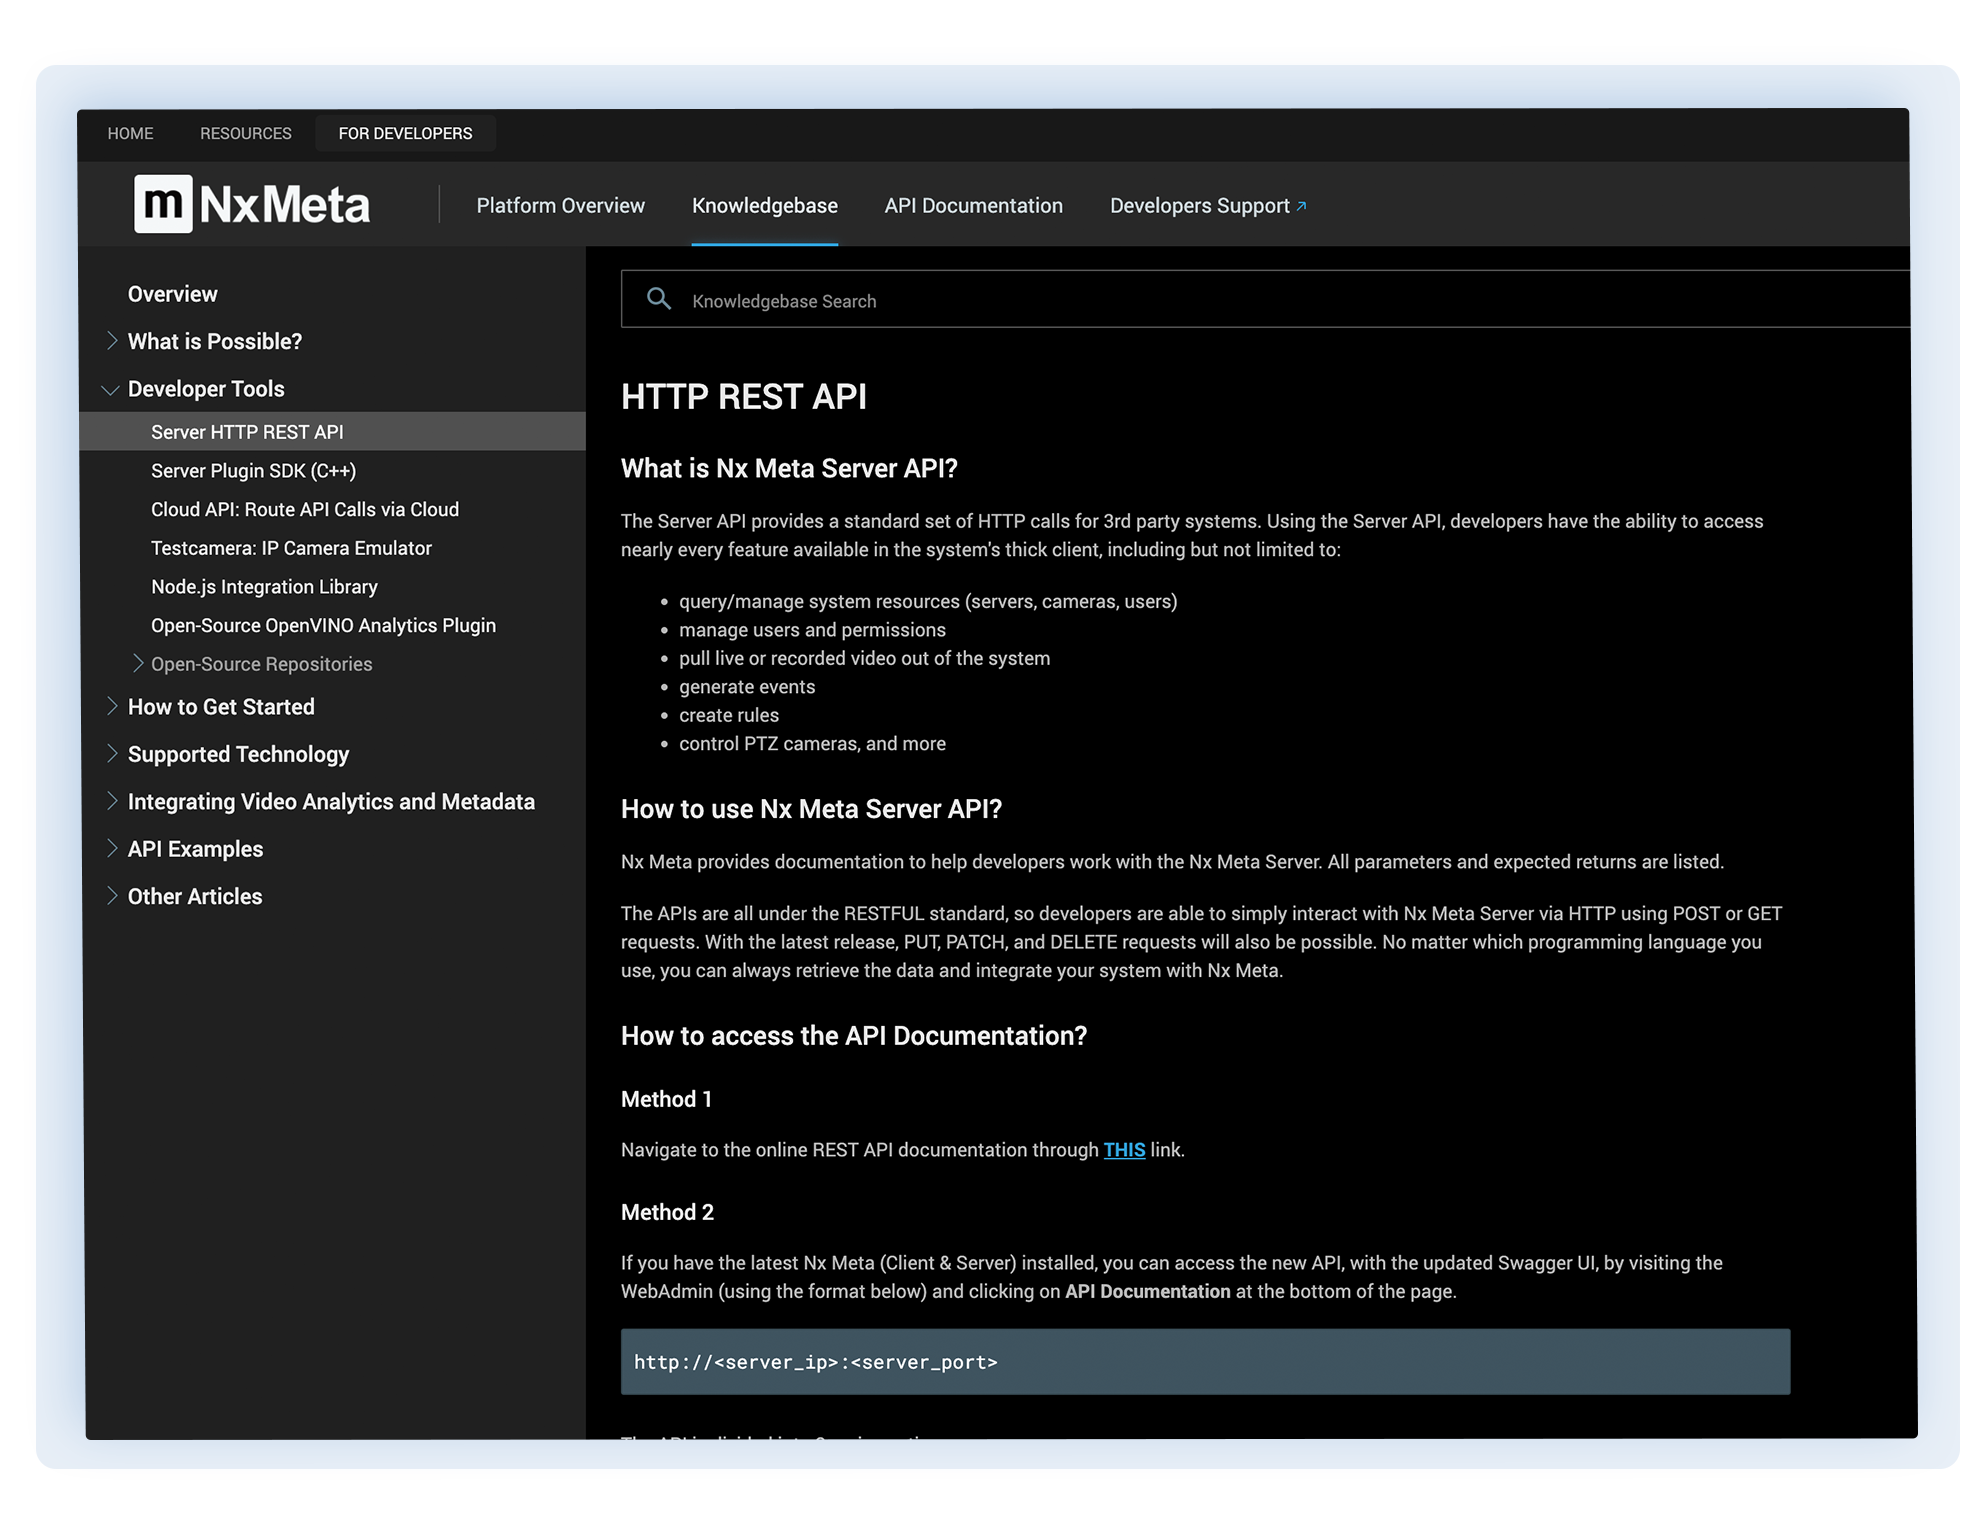 HOME RESOURCES FOR DEVELOPERS
m NxMeta Platform Overview Knowledgebase API Documentation Developers Support
Overview
What is Possible?
Developer Tools
Server HTTP REST API
Server Plugin SDK (C++)
Cloud API: Route API Calls via Cloud
Testcamera: IP Camera Emulator
Node.js Integration Library
Open-Source OpenVINO Analytics Plugin
Open-Source Repositories
How to Get Started
Supported Technology
Integrating Video Analytics and Metadata
API Examples
Other Articles
Knowledgebase Search
HTTP REST API
What is Nx Meta Server API?
The Server API provides a standard set of HTTP calls for 3rd party systems. Using the Server API, developers have the ability to access
nearly every feature available in the system's thick client, including but not limited to:
• query/manage system resources (servers, cameras, users)
• manage users and permissions
• pull live or recorded video out of the system
• generate events
• create rules
• control PTZ cameras, and more
How to use Nx Meta Server API?
Nx Meta provides documentation to help developers work with the Nx Meta Server. All parameters and expected returns are listed.
The APIs are all under the RESTFUL standard, so developers are able to simply interact with Nx Meta Server via HTTP using POST or GET
requests. With the latest release, PUT, PATCH, and DELETE requests will also be possible. No matter which programming language you
use, you can always retrieve the data and integrate your system with Nx Meta.
How to access the API Documentation?
Method 1
Navigate to the online REST API documentation through THIS link.
Method 2
If you have the latest Nx Meta (Client & Server) installed, you can access the new API, with the updated Swagger UI, by visiting the
WebAdmin (using the format below) and clicking on API Documentation at the bottom of the page.
http://<server_ip>:<server_port>